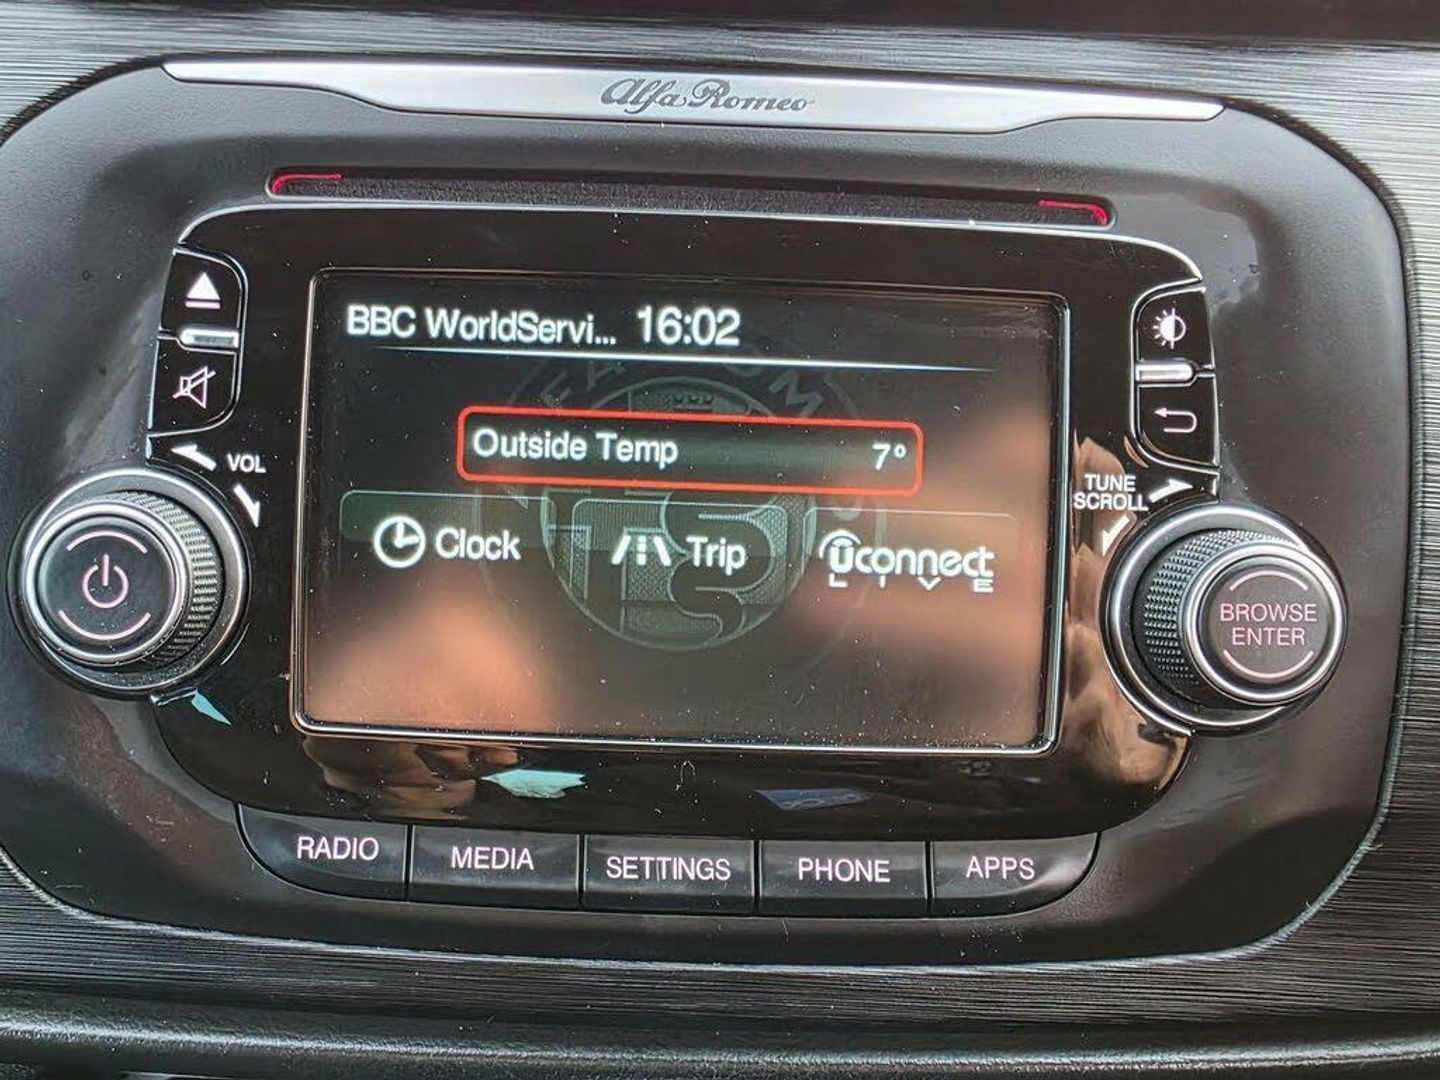 Alfa Romeo
BBC WorldServi... 16:02
Outside Temp 7°
VOL
TUNE
SCROLL
Clock Trip Uconnect
LIVE
BROWSE
ENTER
RADIO MEDIA SETTINGS PHONE APPS